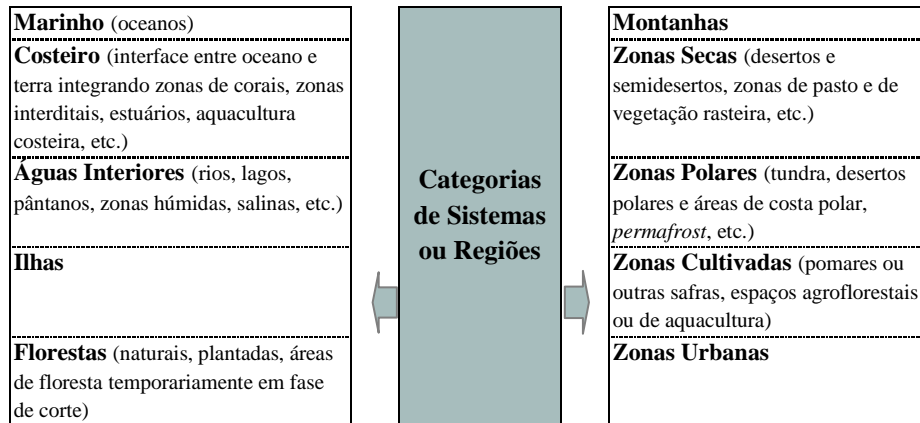 Marinho (oceanos)
Costeiro (interface entre oceano e
terra integrando zonas de corais, zonas
interditais, estuários, aquacultura
costeira, etc.)
Águas Interiores (rios, lagos,
pântanos, zonas húmidas, salinas, etc.)
Ilhas
Florestas (naturais, plantadas, áreas
de floresta temporariamente em fase
de corte)
Categorias
de Sistemas
ou Regiões
Montanhas
Zonas Secas (desertos e
semidesertos, zonas de pasto e de
vegetação rasteira, etc.)
Zonas Polares (tundra, desertos
polares e áreas de costa polar,
permafrost, etc.)
Zonas Cultivadas (pomares ou
outras safras, espaços agroflorestais
ou de aquacultura)
Zonas Urbanas